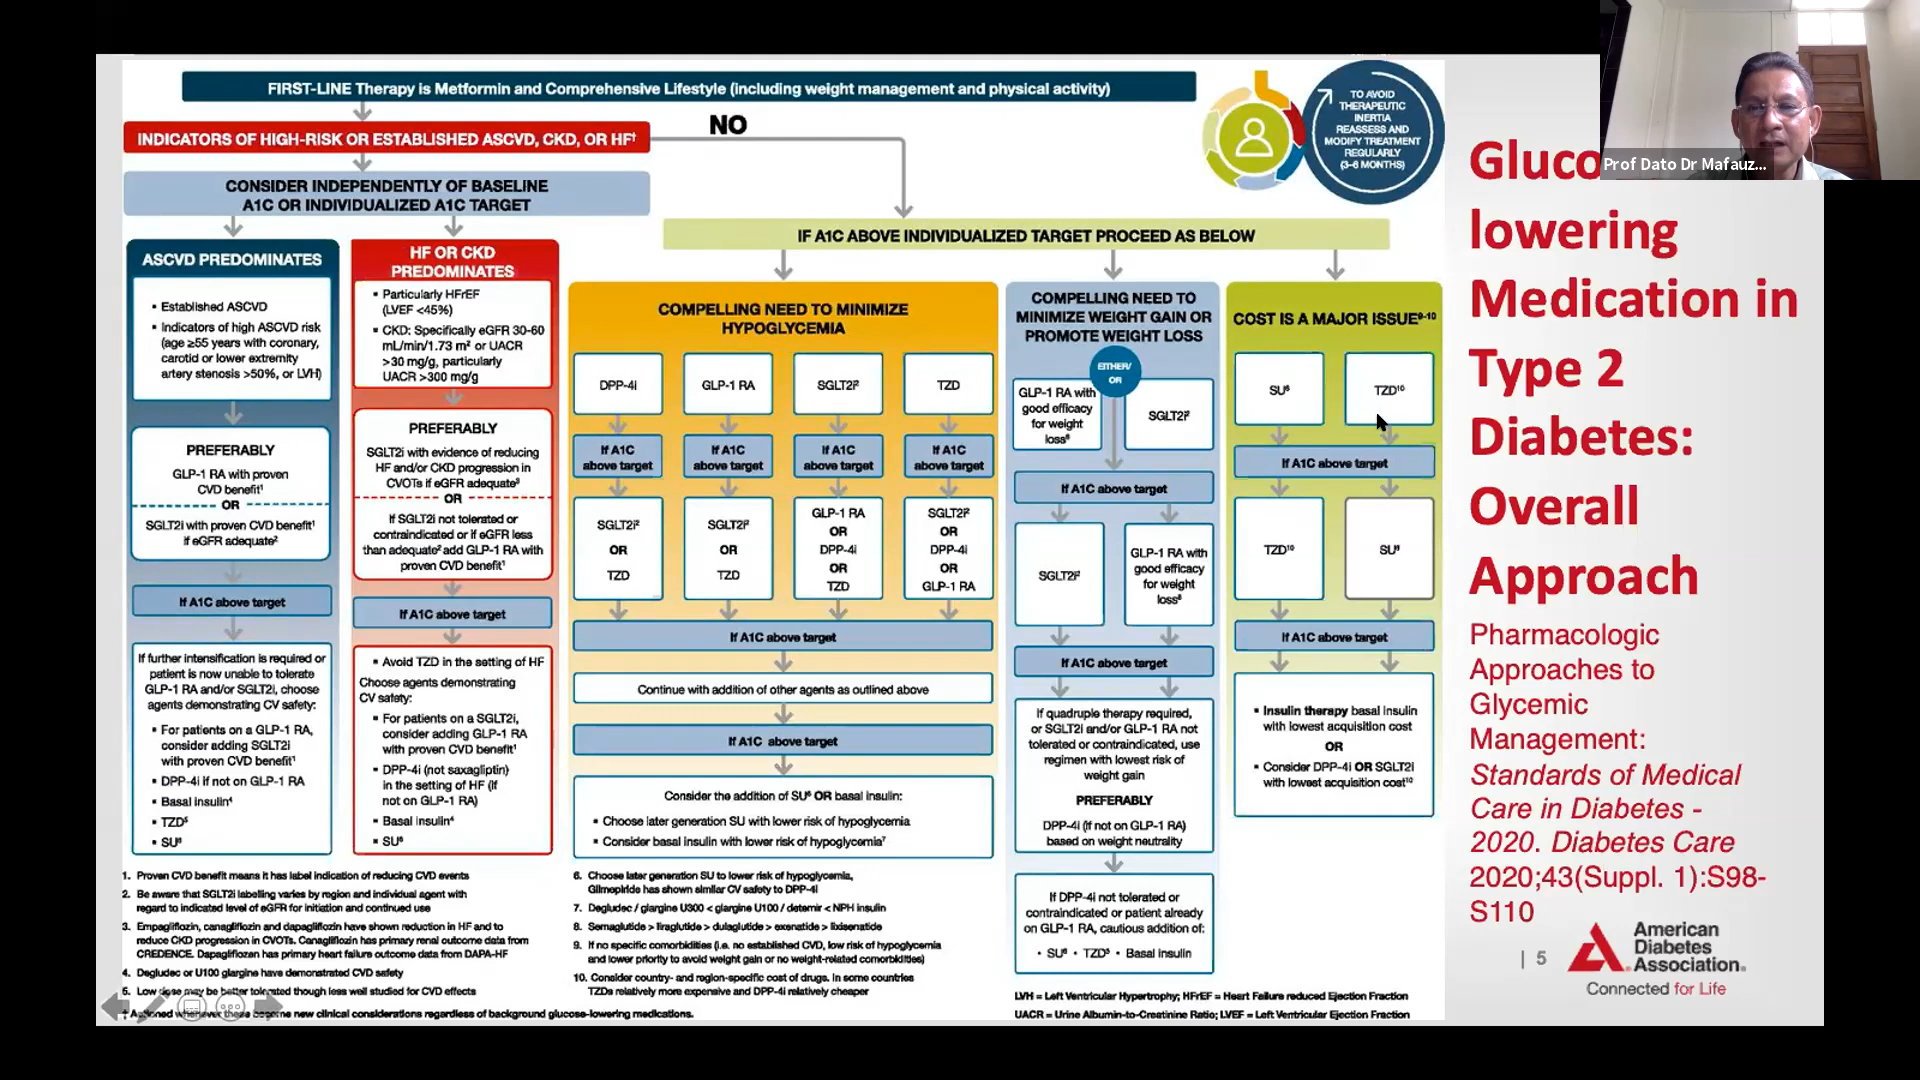 FIRST-LINE Therapy is Metformin and Comprehensive Lifestyle (including weight management and physical activity)
INDICATORS OF HIGH-RISK OR ESTABLISHED ASCVD, CKD, OR HF†
NO
CONSIDER INDEPENDENTLY OF BASELINE
A1C OR INDIVIDUALIZED A1C TARGET
TO AVOID
THERAPEUTIC
INERTIA
REASSESS AND
MODIFY TREATMENT
REGULARLY
(3-6 MONTHS)
IF A1C ABOVE INDIVIDUALIZED TARGET PROCEED AS BELOW
ASCVD PREDOMINATES
▪ Established ASCVD
▪ Indicators of high ASCVD risk
(age ≥55 years with coronary,
carotid or lower extremity
artery stenosis >50%, or LVH)
PREFERABLY
GLP-1 RA with proven
CVD benefit¹
OR
SGLT2i with proven CVD benefit¹
if eGFR adequate²
If A1C above target
If further intensification is required or
patient is now unable to tolerate
GLP-1 RA and/or SGLT2i, choose
agents demonstrating CV safety:
▪ For patients on a GLP-1 RA,
consider adding SGLT2i
with proven CVD benefit¹
▪ DPP-4i if not on GLP-1 RA
▪ Basal insulin⁴
▪ TZD⁵
▪ SU⁶
HF OR CKD
PREDOMINATES
▪ Particularly HFrEF
(LVEF <45%)
▪ CKD: Specifically eGFR 30-60
mL/min/1.73 m² or UACR
>30 mg/g, particularly
UACR >300 mg/g
PREFERABLY
SGLT2i with evidence of reducing
HF and/or CKD progression in
CVOTs if eGFR adequate³
OR
If SGLT2i not tolerated or
contraindicated or if eGFR less
than adequate² add GLP-1 RA with
proven CVD benefit¹
If A1C above target
▪ Avoid TZD in the setting of HF
Choose agents demonstrating
CV safety:
▪ For patients on a SGLT2i,
consider adding GLP-1 RA
with proven CVD benefit¹
▪ DPP-4i (not saxagliptin)
in the setting of HF (if
not on GLP-1 RA)
▪ Basal insulin⁴
▪ SU⁶
COMPELLING NEED TO MINIMIZE
HYPOGLYCEMIA
DPP-4i
GLP-1 RA
SGLT2i²
TZD
If A1C
above target
If A1C
above target
If A1C
above target
If A1C
above target
SGLT2i²
OR
TZD
SGLT2i²
OR
TZD
GLP-1 RA
OR
DPP-4i
OR
TZD
SGLT2i²
OR
DPP-4i
OR
GLP-1 RA
If A1C above target
Continue with addition of other agents as outlined above
If A1C above target
Consider the addition of SU⁶ OR basal insulin:
▪ Choose later generation SU with lower risk of hypoglycemia
▪ Consider basal insulin with lower risk of hypoglycemia⁷
COMPELLING NEED TO
MINIMIZE WEIGHT GAIN OR
PROMOTE WEIGHT LOSS
EITHER/
OR
GLP-1 RA with
good efficacy
for weight
loss⁸
SGLT2i²
If A1C above target
SGLT2i²
GLP-1 RA with
good efficacy
for weight
loss⁸
If A1C above target
If quadruple therapy required,
or SGLT2i and/or GLP-1 RA not
tolerated or contraindicated, use
regimen with lowest risk of
weight gain
PREFERABLY
DPP-4i (if not on GLP-1 RA)
based on weight neutrality
If DPP-4i not tolerated or
contraindicated or patient already
on GLP-1 RA, cautious addition of:
• SU⁶ • TZD⁵ • Basal insulin
COST IS A MAJOR ISSUE⁹⁻¹⁰
SU⁶
TZD¹⁰
If A1C above target
TZD¹⁰
SU⁶
If A1C above target
▪ Insulin therapy basal insulin
with lowest acquisition cost
OR
▪ Consider DPP-4i OR SGLT2i
with lowest acquisition cost¹⁰
1. Proven CVD benefit means it has label indication of reducing CVD events
2. Be aware that SGLT2i labelling varies by region and individual agent with
regard to indicated level of eGFR for initiation and continued use
3. Empagliflozin, canagliflozin and dapagliflozin have shown reduction in HF and to
reduce CKD progression in CVOTs. Canagliflozin has primary renal outcome data from
CREDENCE. Dapagliflozin has primary heart failure outcome data from DAPA-HF
4. Degludec or U100 glargine have demonstrated CVD safety
5. Low dose may be better tolerated though less well studied for CVD effects
6. Choose later generation SU to lower risk of hypoglycemia,
Glimepiride has shown similar CV safety to DPP-4i
7. Degludec / glargine U300 < glargine U100 / detemir < NPH insulin
8. Semaglutide > liraglutide > dulaglutide > exenatide > lixisenatide
9. If no specific comorbidities (i.e. no established CVD, low risk of hypoglycemia
and lower priority to avoid weight gain or no weight-related comorbidities)
10. Consider country- and region-specific cost of drugs. In some countries
TZDs relatively more expensive and DPP-4i relatively cheaper
† Actioned whenever these become new clinical considerations regardless of background glucose-lowering medications.
LVH = Left Ventricular Hypertrophy; HFrEF = Heart Failure reduced Ejection Fraction
UACR = Urine Albumin-to-Creatinine Ratio; LVEF = Left Ventricular Ejection Fraction
Prof Dato Dr Mafauz...
Gluco
lowering
Medication in
Type 2
Diabetes:
Overall
Approach
Pharmacologic
Approaches to
Glycemic
Management:
Standards of Medical
Care in Diabetes -
2020. Diabetes Care
2020;43(Suppl. 1):S98-
S110
| 5
American
Diabetes
Association.
Connected for Life